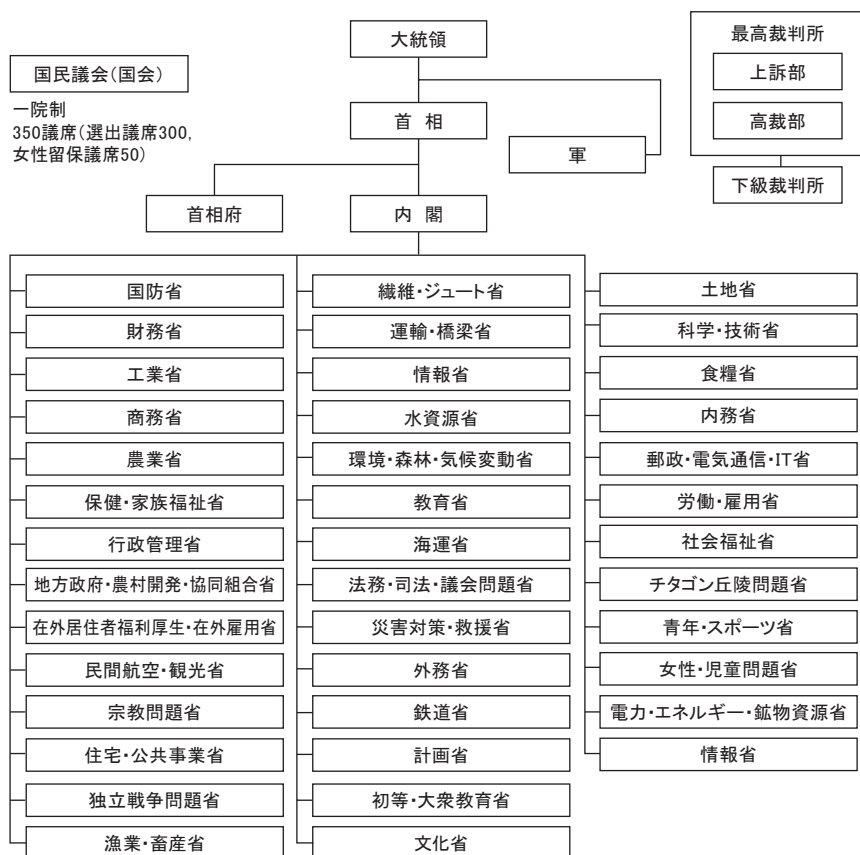 大統領
国民議会(国会)
一院制
350議席(選出議席300,
女性留保議席50)
首 相
軍
首相府
内 閣
最高裁判所
上訴部
高裁部
下級裁判所
国防省
財務省
工業省
商務省
農業省
保健・家族福祉省
行政管理省
地方政府・農村開発・協同組合省
在外居住者福利厚生・在外雇用省
民間航空・観光省
宗教問題省
住宅・公共事業省
独立戦争問題省
漁業・畜産省
繊維・ジュート省
運輸・橋梁省
情報省
水資源省
環境・森林・気候変動省
教育省
海運省
法務・司法・議会問題省
災害対策・救援省
外務省
鉄道省
計画省
初等・大衆教育省
文化省
土地省
科学・技術省
食糧省
内務省
郵政・電気通信・IT省
労働・雇用省
社会福祉省
チタゴン丘陵問題省
青年・スポーツ省
女性・児童問題省
電力・エネルギー・鉱物資源省
情報省